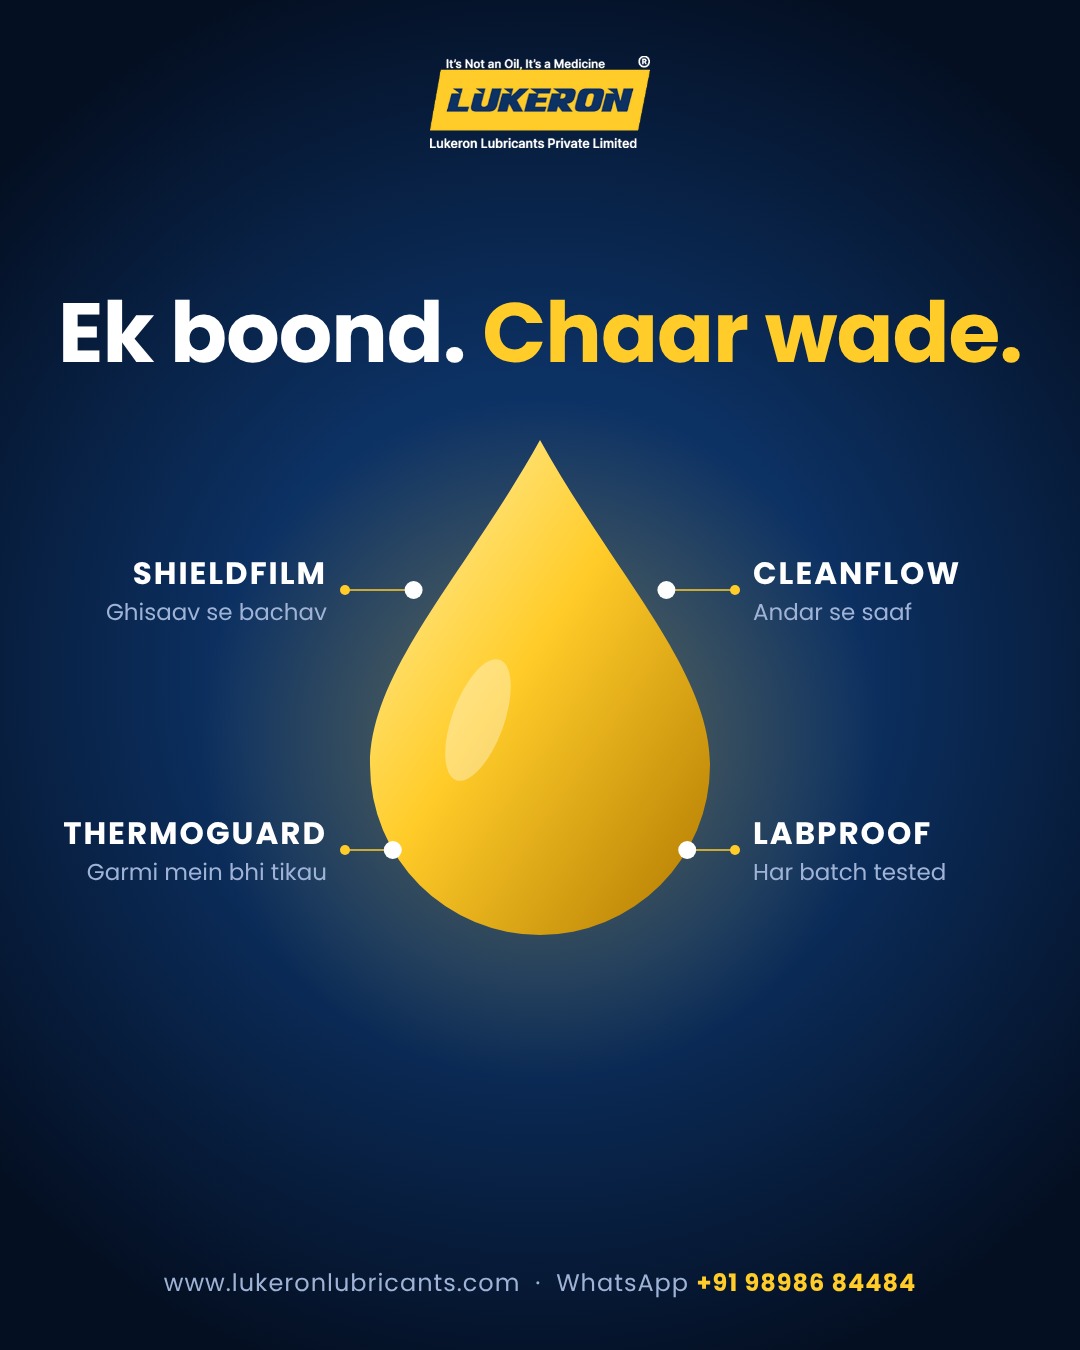 It's Not an Oil, It's a Medicine ®
LUKERON
Lukeron Lubricants Private Limited
Ek boond. Chaar wade.
SHIELDFILM
Ghisaav se bachav
CLEANFLOW
Andar se saaf
THERMOGUARD
Garmi mein bhi tikau
LABPROOF
Har batch tested
www.lukeronlubricants.com · WhatsApp +91 98986 84484